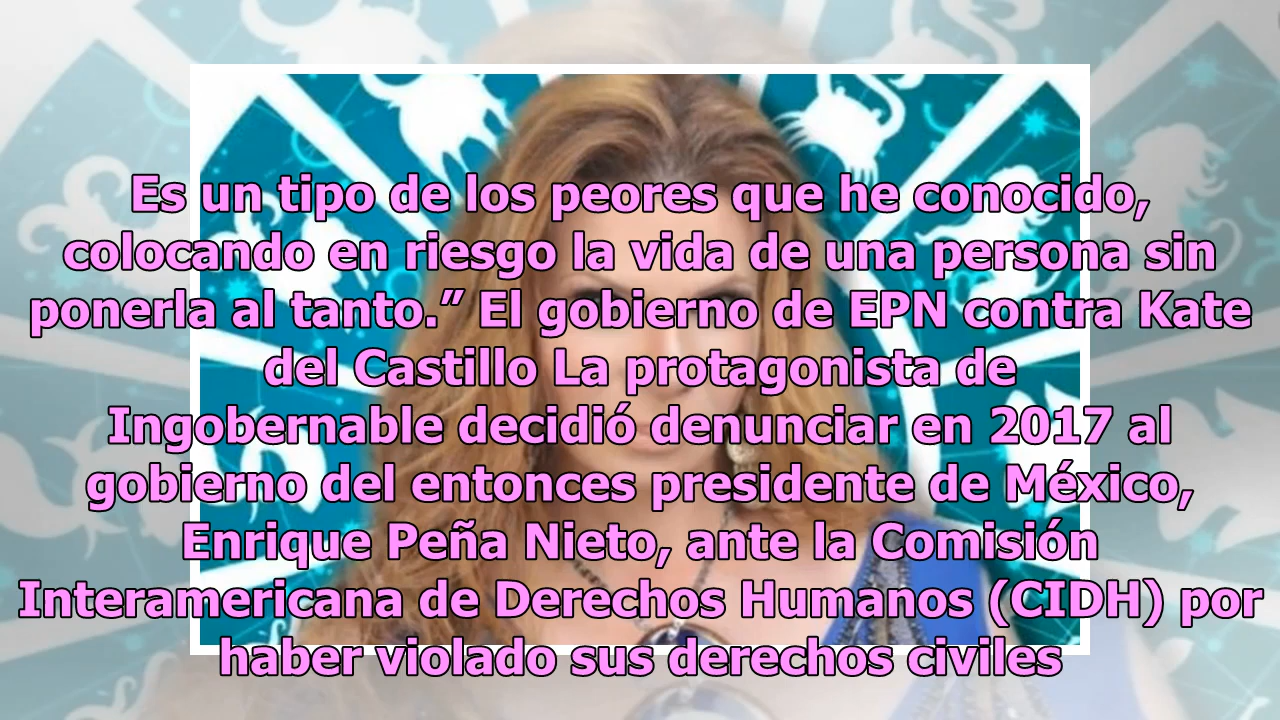 Es un tipo de los peores que he conocido,
colocando en riesgo la vida de una persona sin
ponerla al tanto.” El gobierno de EPN contra Kate
del Castillo La protagonista de
Ingobernable decidió denunciar en 2017 al
gobierno del entonces presidente de México,
Enrique Peña Nieto, ante la Comisión
Interamericana de Derechos Humanos (CIDH) por
haber violado sus derechos civiles